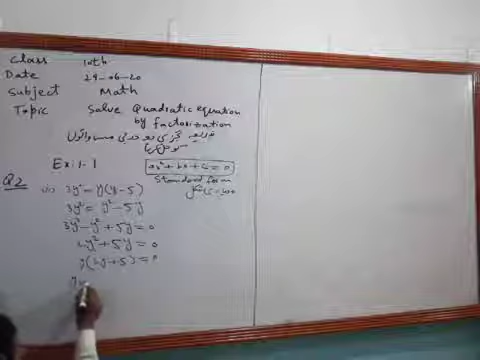 Class 10th
Date 29-06-20
Subject Math
Topic Solve Quadratic equation
by factorization
Ex:1-1
ax²+bx+c=0
Standard form
Q2
3y²=y(y-5)
3y²=y²-5y
3y²-y²+5y=0
2y²+5y=0
y(2y+5)=0
y